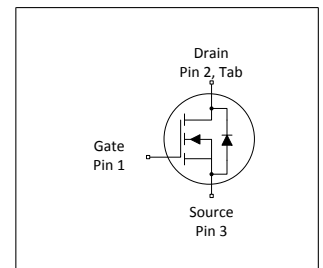 Drain
Pin 2, Tab
Gate
Pin 1
Source
Pin 3